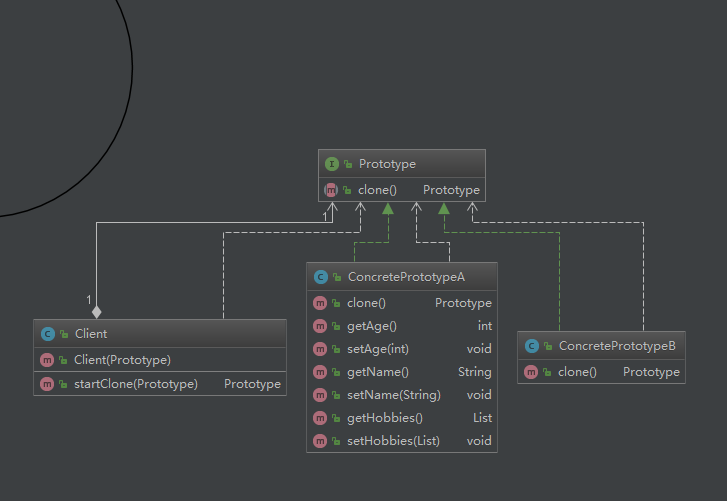 I Prototype
m clone() Prototype
1
1
C Client
m Client(Prototype)
m startClone(Prototype) Prototype
C ConcretePrototypeA
m clone() Prototype
m getAge() int
m setAge(int) void
m getName() String
m setName(String) void
m getHobbies() List
m setHobbies(List) void
C ConcretePrototypeB
m clone() Prototype